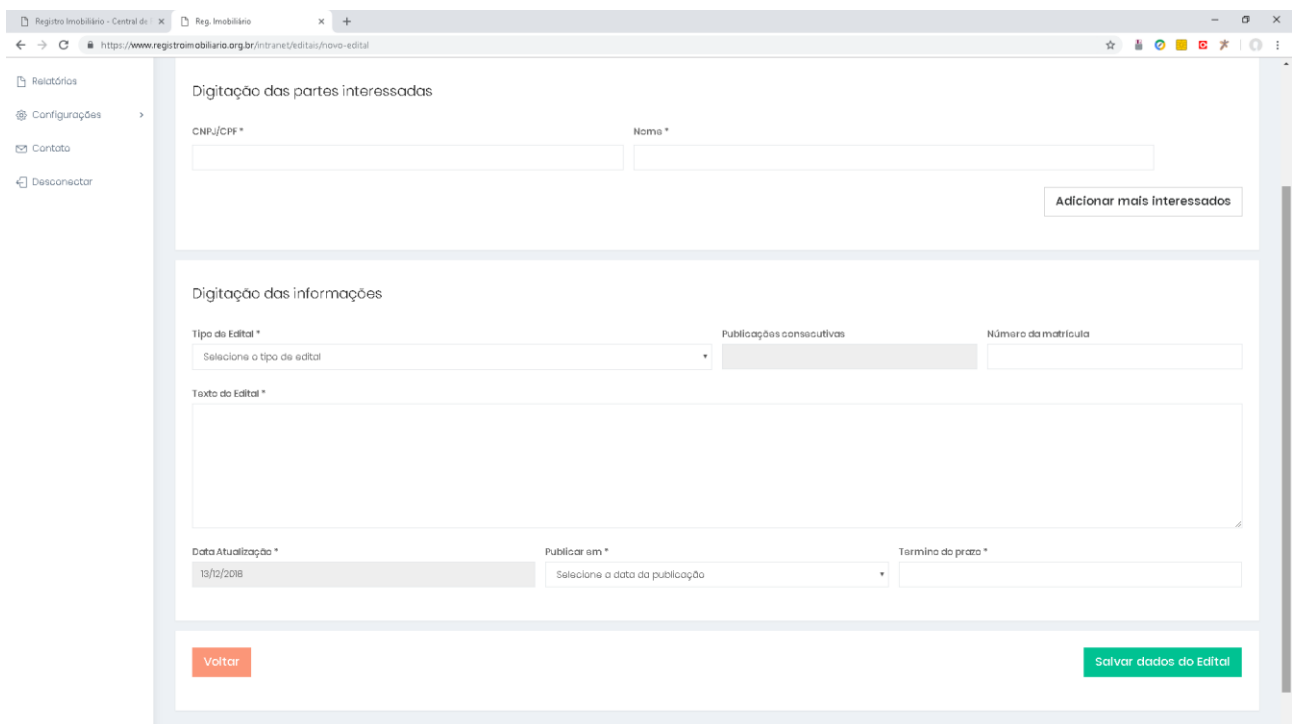 Registro Imobiliário - Central de
Reg. Imobiliário
https://www.registroimobiliario.org.br/intranet/editais/novo-edital
Relatórios
Configurações
Contato
Desconectar
Digitação das partes interessadas
CNPJ/CPF * Nome *
Adicionar mais interessados
Digitação das informações
Tipo de Edital * Publicações consecutivas Número da matrícula
Selecione o tipo de edital
Texto do Edital *
Data Atualização * Publicar em * Termino do prazo *
13/12/2018 Selecione a data da publicação
Voltar Salvar dados do Edital